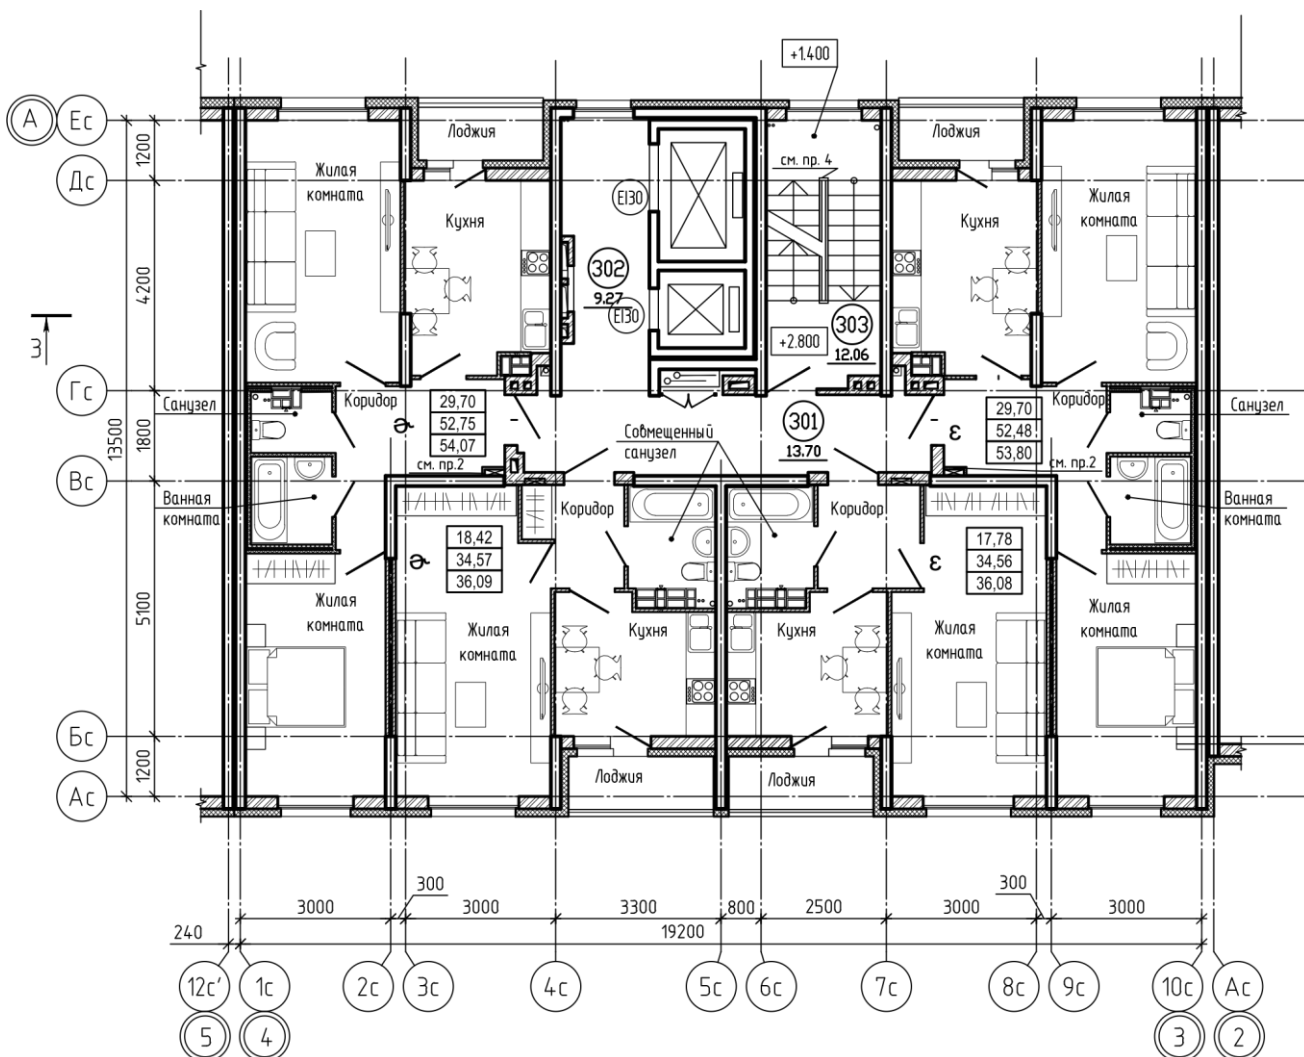 +1.400
А
Ес
Лоджия
Лоджия
1200
см. пр. 4
Дс
Жилая
комната
EI30
Жилая
комната
Кухня
Кухня
302
9.27
4200
EI30
303
12.06
3
+2.800
Гс
Санузел
Коридор
29,70
52,75
54,07
Совмещенный
санузел
301
13.70
29,70
52,48
53,80
Коридор
Санузел
13500
1800
см. пр.2
см. пр.2
Вс
Ванная
комната
Коридор
Коридор
Ванная
комната
18,42
34,57
36,09
17,78
34,56
36,08
5100
Жилая
комната
Жилая
комната
Кухня
Кухня
Жилая
комната
Жилая
комната
Бс
1200
Лоджия
Лоджия
Ас
300
300
3000
3000
3300
800
2500
3000
3000
240
19200
12с'
1с
2с
3с
4с
5с
6с
7с
8с
9с
10с
Ас
5
4
3
2